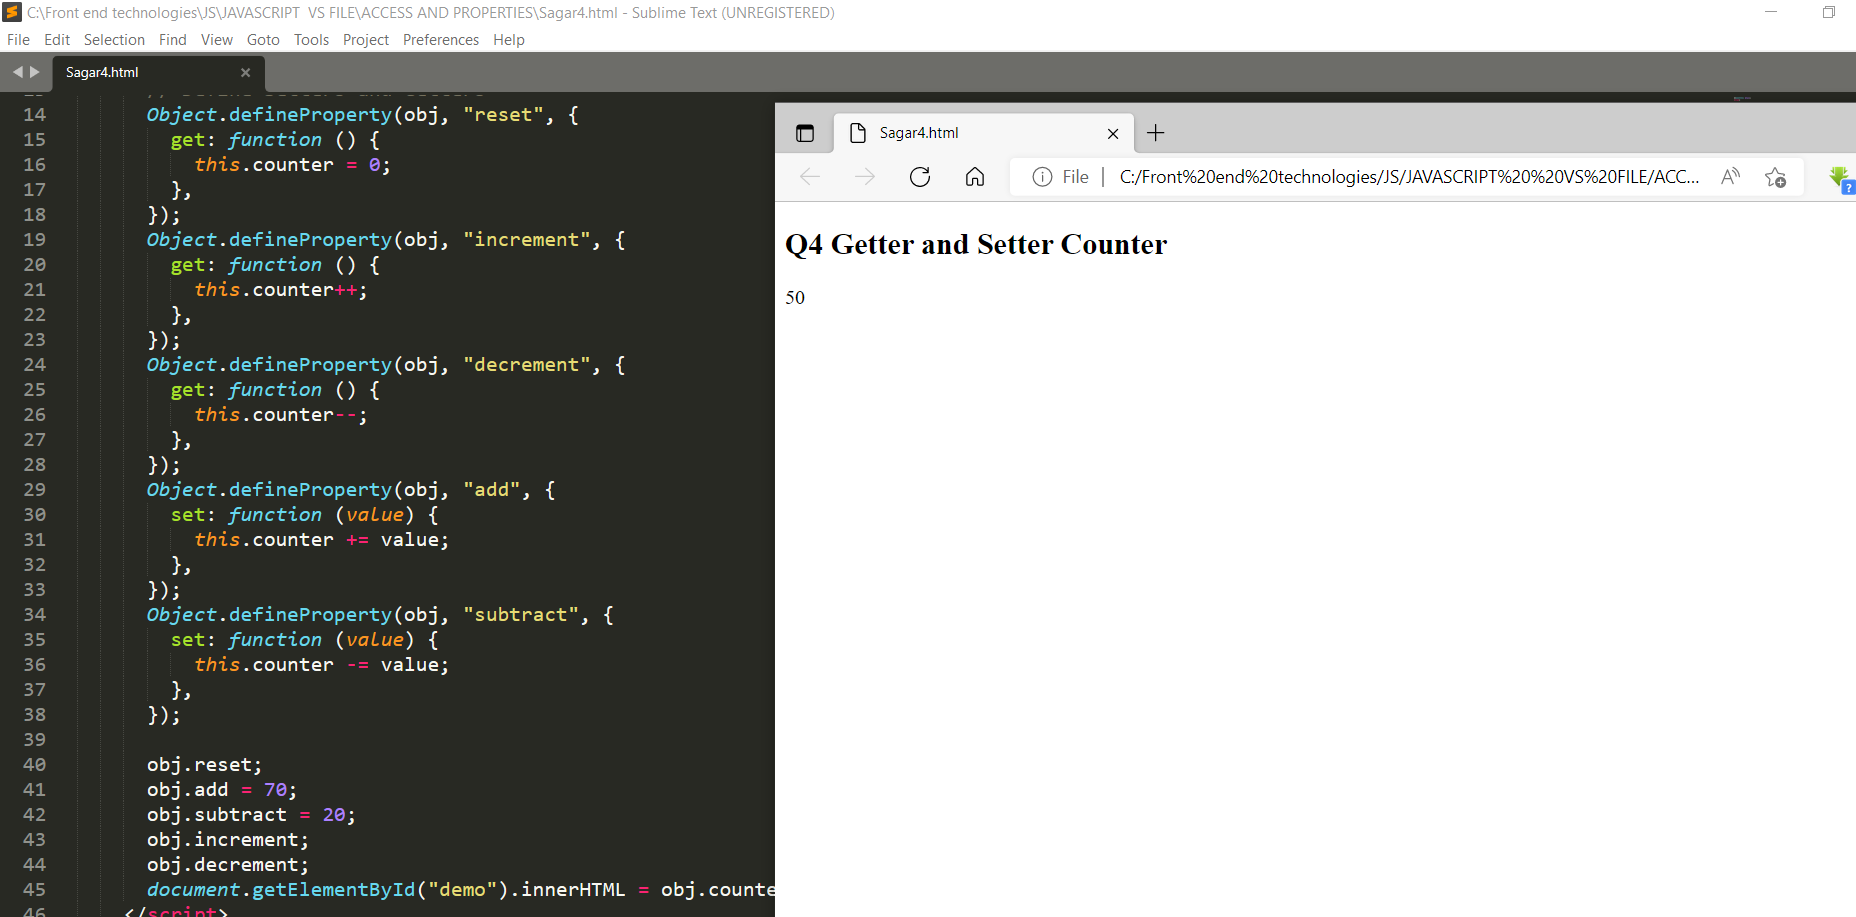 C:\Front end technologies\JS\JAVASCRIPT  VS FILE\ACCESS AND PROPERTIES\Sagar4.html - Sublime Text (UNREGISTERED)
File Edit Selection Find View Goto Tools Project Preferences Help
Sagar4.html
14 Object.defineProperty(obj, "reset", {
15 get: function () {
16 this.counter = 0;
17 },
18 });
19 Object.defineProperty(obj, "increment", {
20 get: function () {
21 this.counter++;
22 },
23 });
24 Object.defineProperty(obj, "decrement", {
25 get: function () {
26 this.counter--;
27 },
28 });
29 Object.defineProperty(obj, "add", {
30 set: function (value) {
31 this.counter += value;
32 },
33 });
34 Object.defineProperty(obj, "subtract", {
35 set: function (value) {
36 this.counter -= value;
37 },
38 });
39
40 obj.reset;
41 obj.add = 70;
42 obj.subtract = 20;
43 obj.increment;
44 obj.decrement;
45 document.getElementById("demo").innerHTML = obj.counte
46 </script>
Sagar4.html
File C:/Front%20end%20technologies/JS/JAVASCRIPT%20%20VS%20FILE/ACC...
Q4 Getter and Setter Counter
50